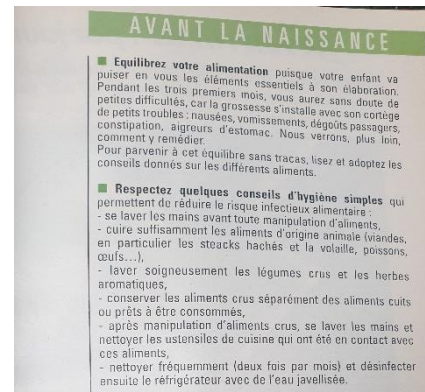 AVANT LA NAISSANCE
■ Equilibrez votre alimentation puisque votre enfant va
puiser en vous les éléments essentiels à son élaboration.
Pendant les trois premiers mois, vous aurez sans doute de
petites difficultés, car la grossesse s'installe avec son cortège
de petits troubles : nausées, vomissements, dégoûts passagers,
constipation, aigreurs d'estomac. Nous verrons, plus loin,
comment y remédier.
Pour parvenir à cet équilibre sans tracas, lisez et adoptez les
conseils donnés sur les différents aliments.
■ Respectez quelques conseils d'hygiène simples qui
permettent de réduire le risque infectieux alimentaire :
- se laver les mains avant toute manipulation d'aliments,
- cuire suffisamment les aliments d'origine animale (viandes,
en particulier les steacks hachés et la volaille, poissons,
œufs...),
- laver soigneusement les légumes crus et les herbes
aromatiques,
- conserver les aliments crus séparément des aliments cuits
ou prêts à être consommés,
- après manipulation d'aliments crus, se laver les mains et
nettoyer les ustensiles de cuisine qui ont été en contact avec
ces aliments,
- nettoyer fréquemment (deux fois par mois) et désinfecter
ensuite le réfrigérateur avec de l'eau javellisée.